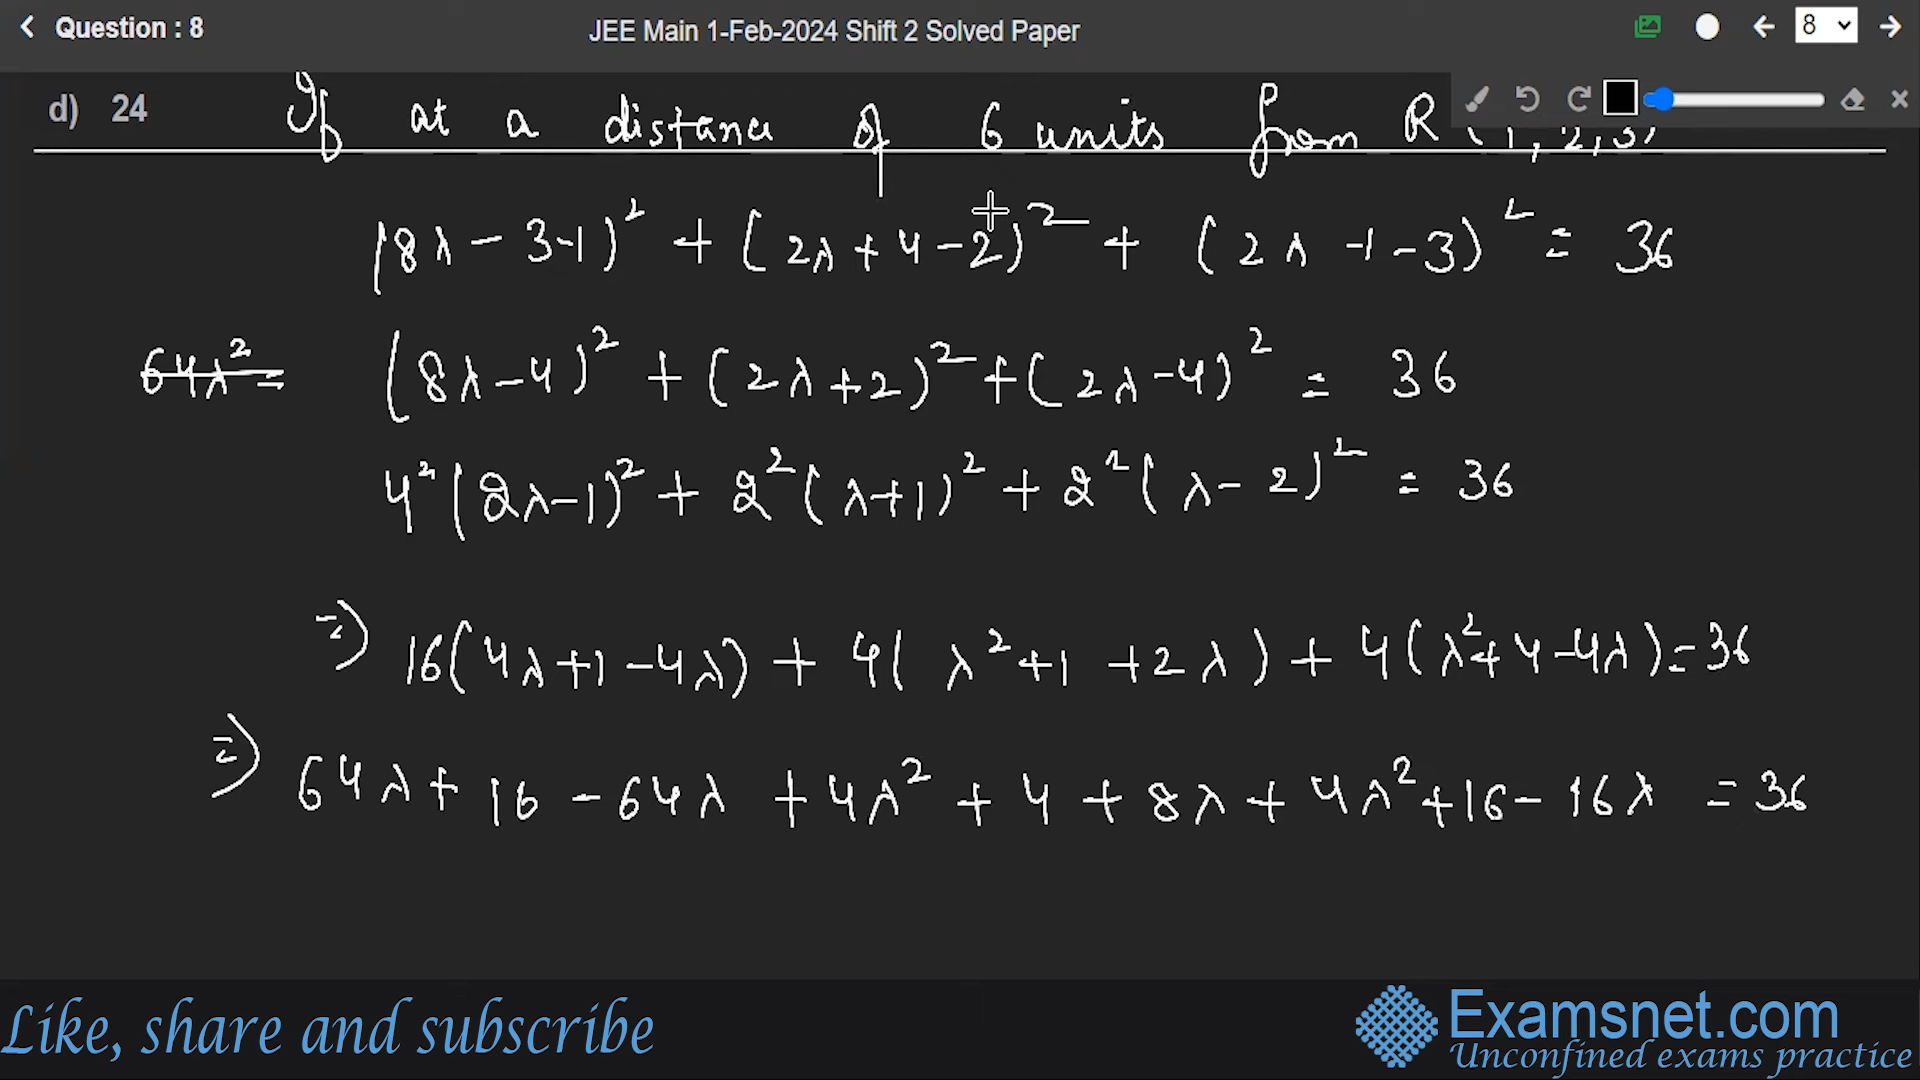 Question : 8
JEE Main 1-Feb-2024 Shift 2 Solved Paper
8
d) 24
If at a distance of 6 units from R (1, 2, 3)
(8λ - 3-1)² + (2λ + 4 - 2)² + (2λ -1 - 3)² = 36
64λ² =
(8λ - 4)² + (2λ + 2)² + (2λ - 4)² = 36
4² (2λ - 1)² + 2² (λ + 1)² + 2² (λ - 2)² = 36
=) 16(4λ + 1 - 4λ) + 4( λ² + 1 + 2λ) + 4(λ² + 4 - 4λ) = 36
=) 64λ + 16 - 64λ + 4λ² + 4 + 8λ + 4λ² + 16 - 16λ = 36
Like, share and subscribe
Examsnet.com
Unconfined exams practice